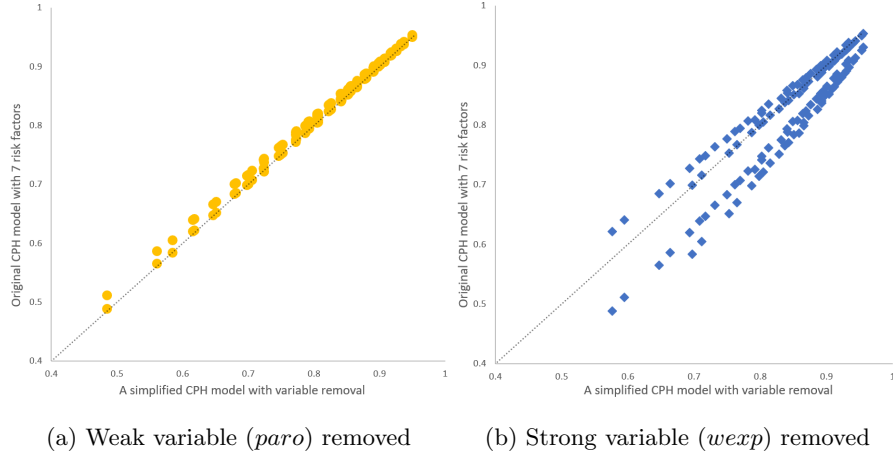 1
0.9
0.8
0.7
0.6
0.5
0.4
0.4 0.5 0.6 0.7 0.8 0.9 1
Original CPH model with 7 risk factors
A simplified CPH model with variable removal
(a) Weak variable (paro) removed
1
0.9
0.8
0.7
0.6
0.5
0.4
0.4 0.5 0.6 0.7 0.8 0.9 1
Original CPH model with 7 risk factors
A simplified CPH model with variable removal
(b) Strong variable (wexp) removed